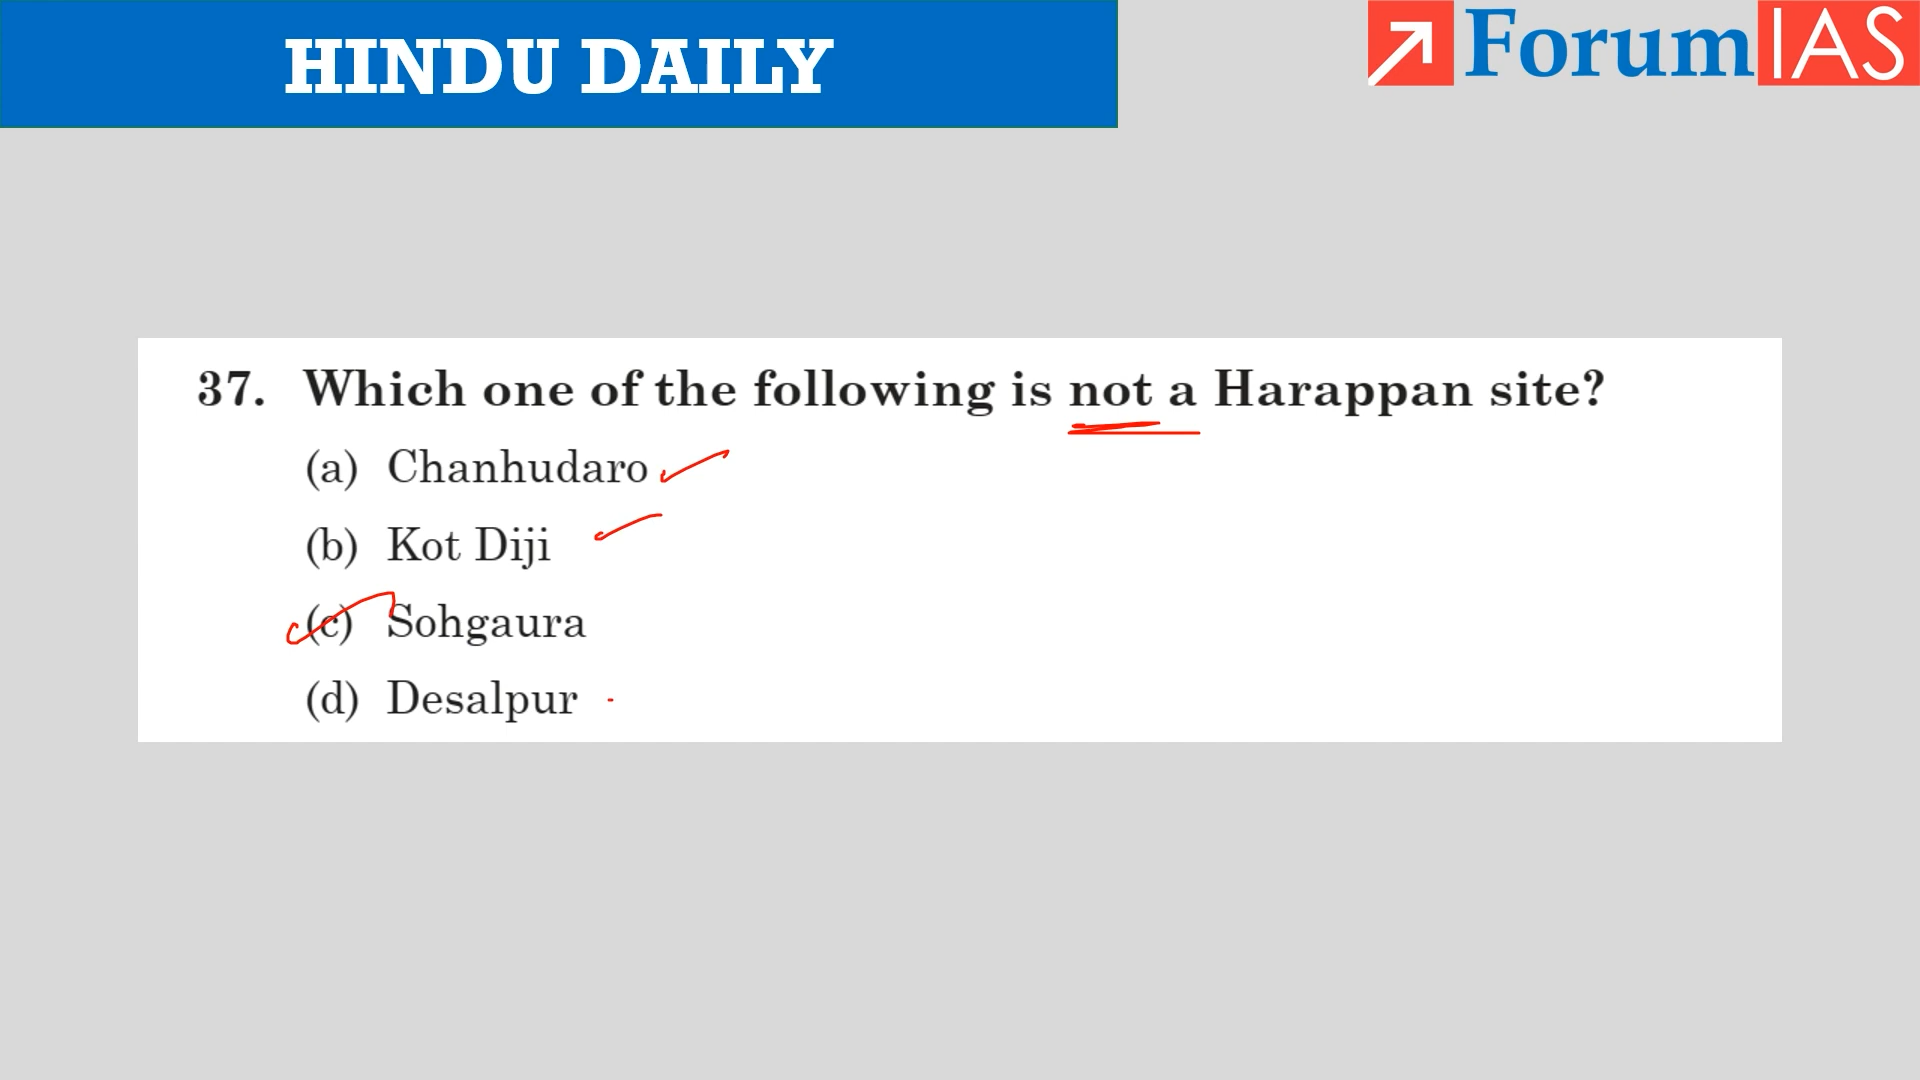 HINDU DAILY
ForumIAS
37. Which one of the following is not a Harappan site?
(a) Chanhudaro
(b) Kot Diji
(c) Sohgaura
(d) Desalpur